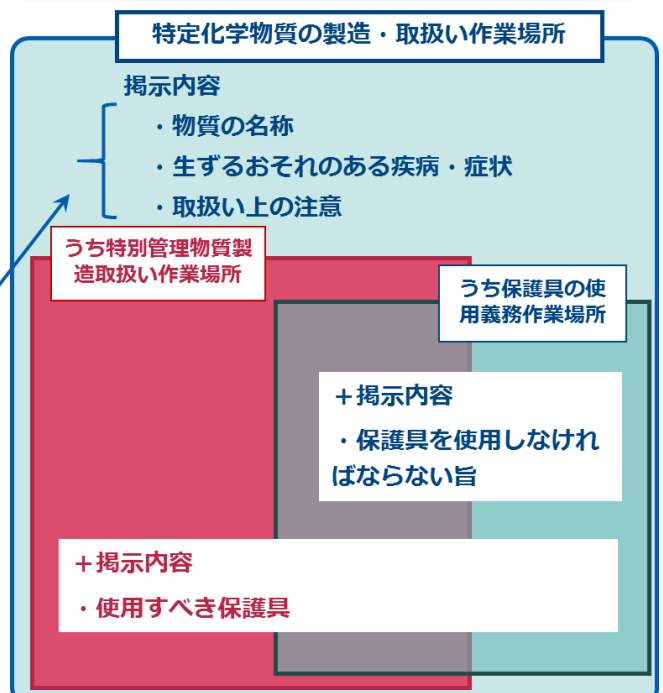 特定化学物質の製造・取扱い作業場所
掲示内容
・物質の名称
・生ずるおそれのある疾病・症状
・取扱い上の注意
うち特別管理物質製
造取扱い作業場所
うち保護具の使
用義務作業場所
＋掲示内容
・保護具を使用しなけれ
ばならない旨
＋掲示内容
・使用すべき保護具